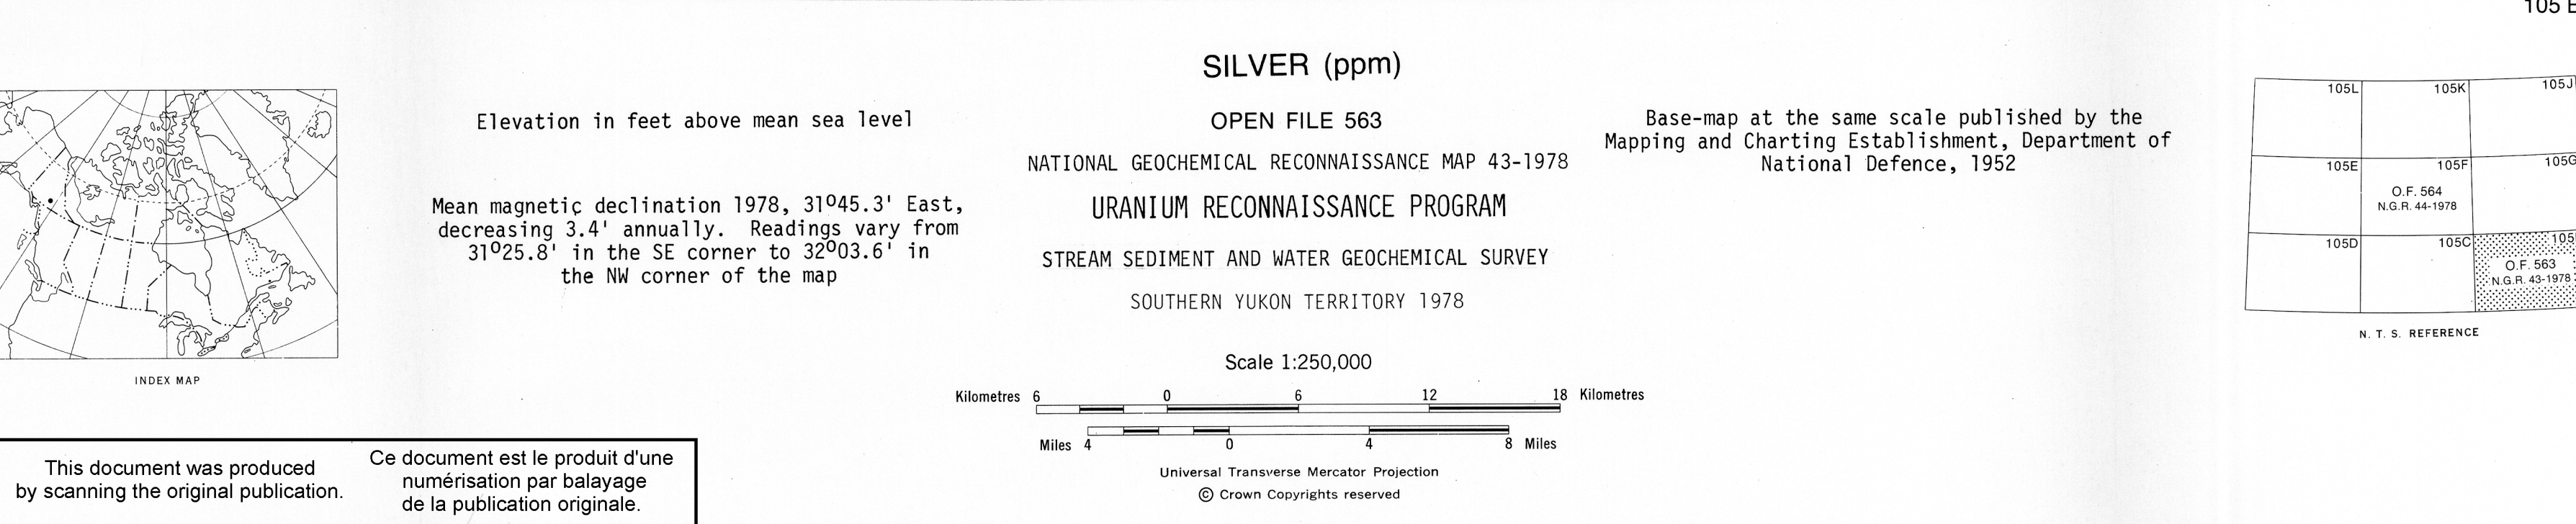 105 E
SILVER (ppm)
OPEN FILE 563
NATIONAL GEOCHEMICAL RECONNAISSANCE MAP 43-1978
URANIUM RECONNAISSANCE PROGRAM
STREAM SEDIMENT AND WATER GEOCHEMICAL SURVEY
SOUTHERN YUKON TERRITORY 1978
Elevation in feet above mean sea level
Mean magnetic declination 1978, 31º45.3' East,
decreasing 3.4' annually. Readings vary from
31º25.8' in the SE corner to 32º03.6' in
the NW corner of the map
Base-map at the same scale published by the
Mapping and Charting Establishment, Department of
National Defence, 1952
INDEX MAP
105L 105K 105J
105E 105F 105G
O.F. 564
N.G.R. 44-1978
105D 105C 105
O.F. 563
N.G.R. 43-1978
N. T. S. REFERENCE
Scale 1:250,000
Kilometres 6 0 6 12 18 Kilometres
Miles 4 0 4 8 Miles
Universal Transverse Mercator Projection
© Crown Copyrights reserved
This document was produced
by scanning the original publication.
Ce document est le produit d'une
numérisation par balayage
de la publication originale.